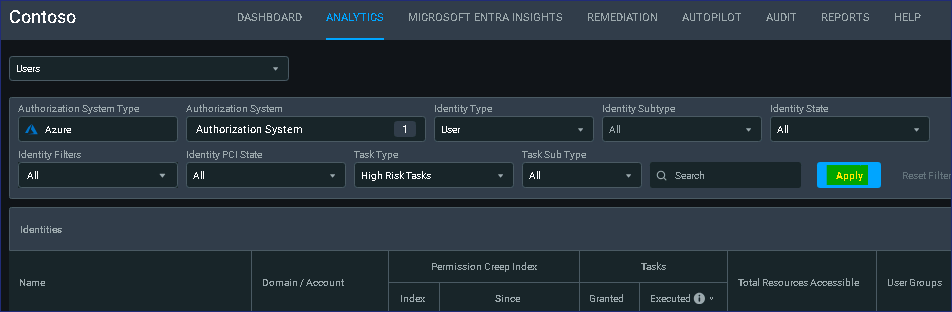 Contoso
DASHBOARD ANALYTICS MICROSOFT ENTRA INSIGHTS REMEDIATION AUTOPILOT AUDIT REPORTS HELP
Users
Authorization System Type Authorization System Identity Type Identity Subtype Identity State
Azure Authorization System 1 User All All
Identity Filters Identity PCI State Task Type Task Sub Type
All All High Risk Tasks All Search Apply Reset Filter
Identities
Name Domain / Account Permission Creep Index Tasks Total Resources Accessible User Groups
Index Since Granted Executed